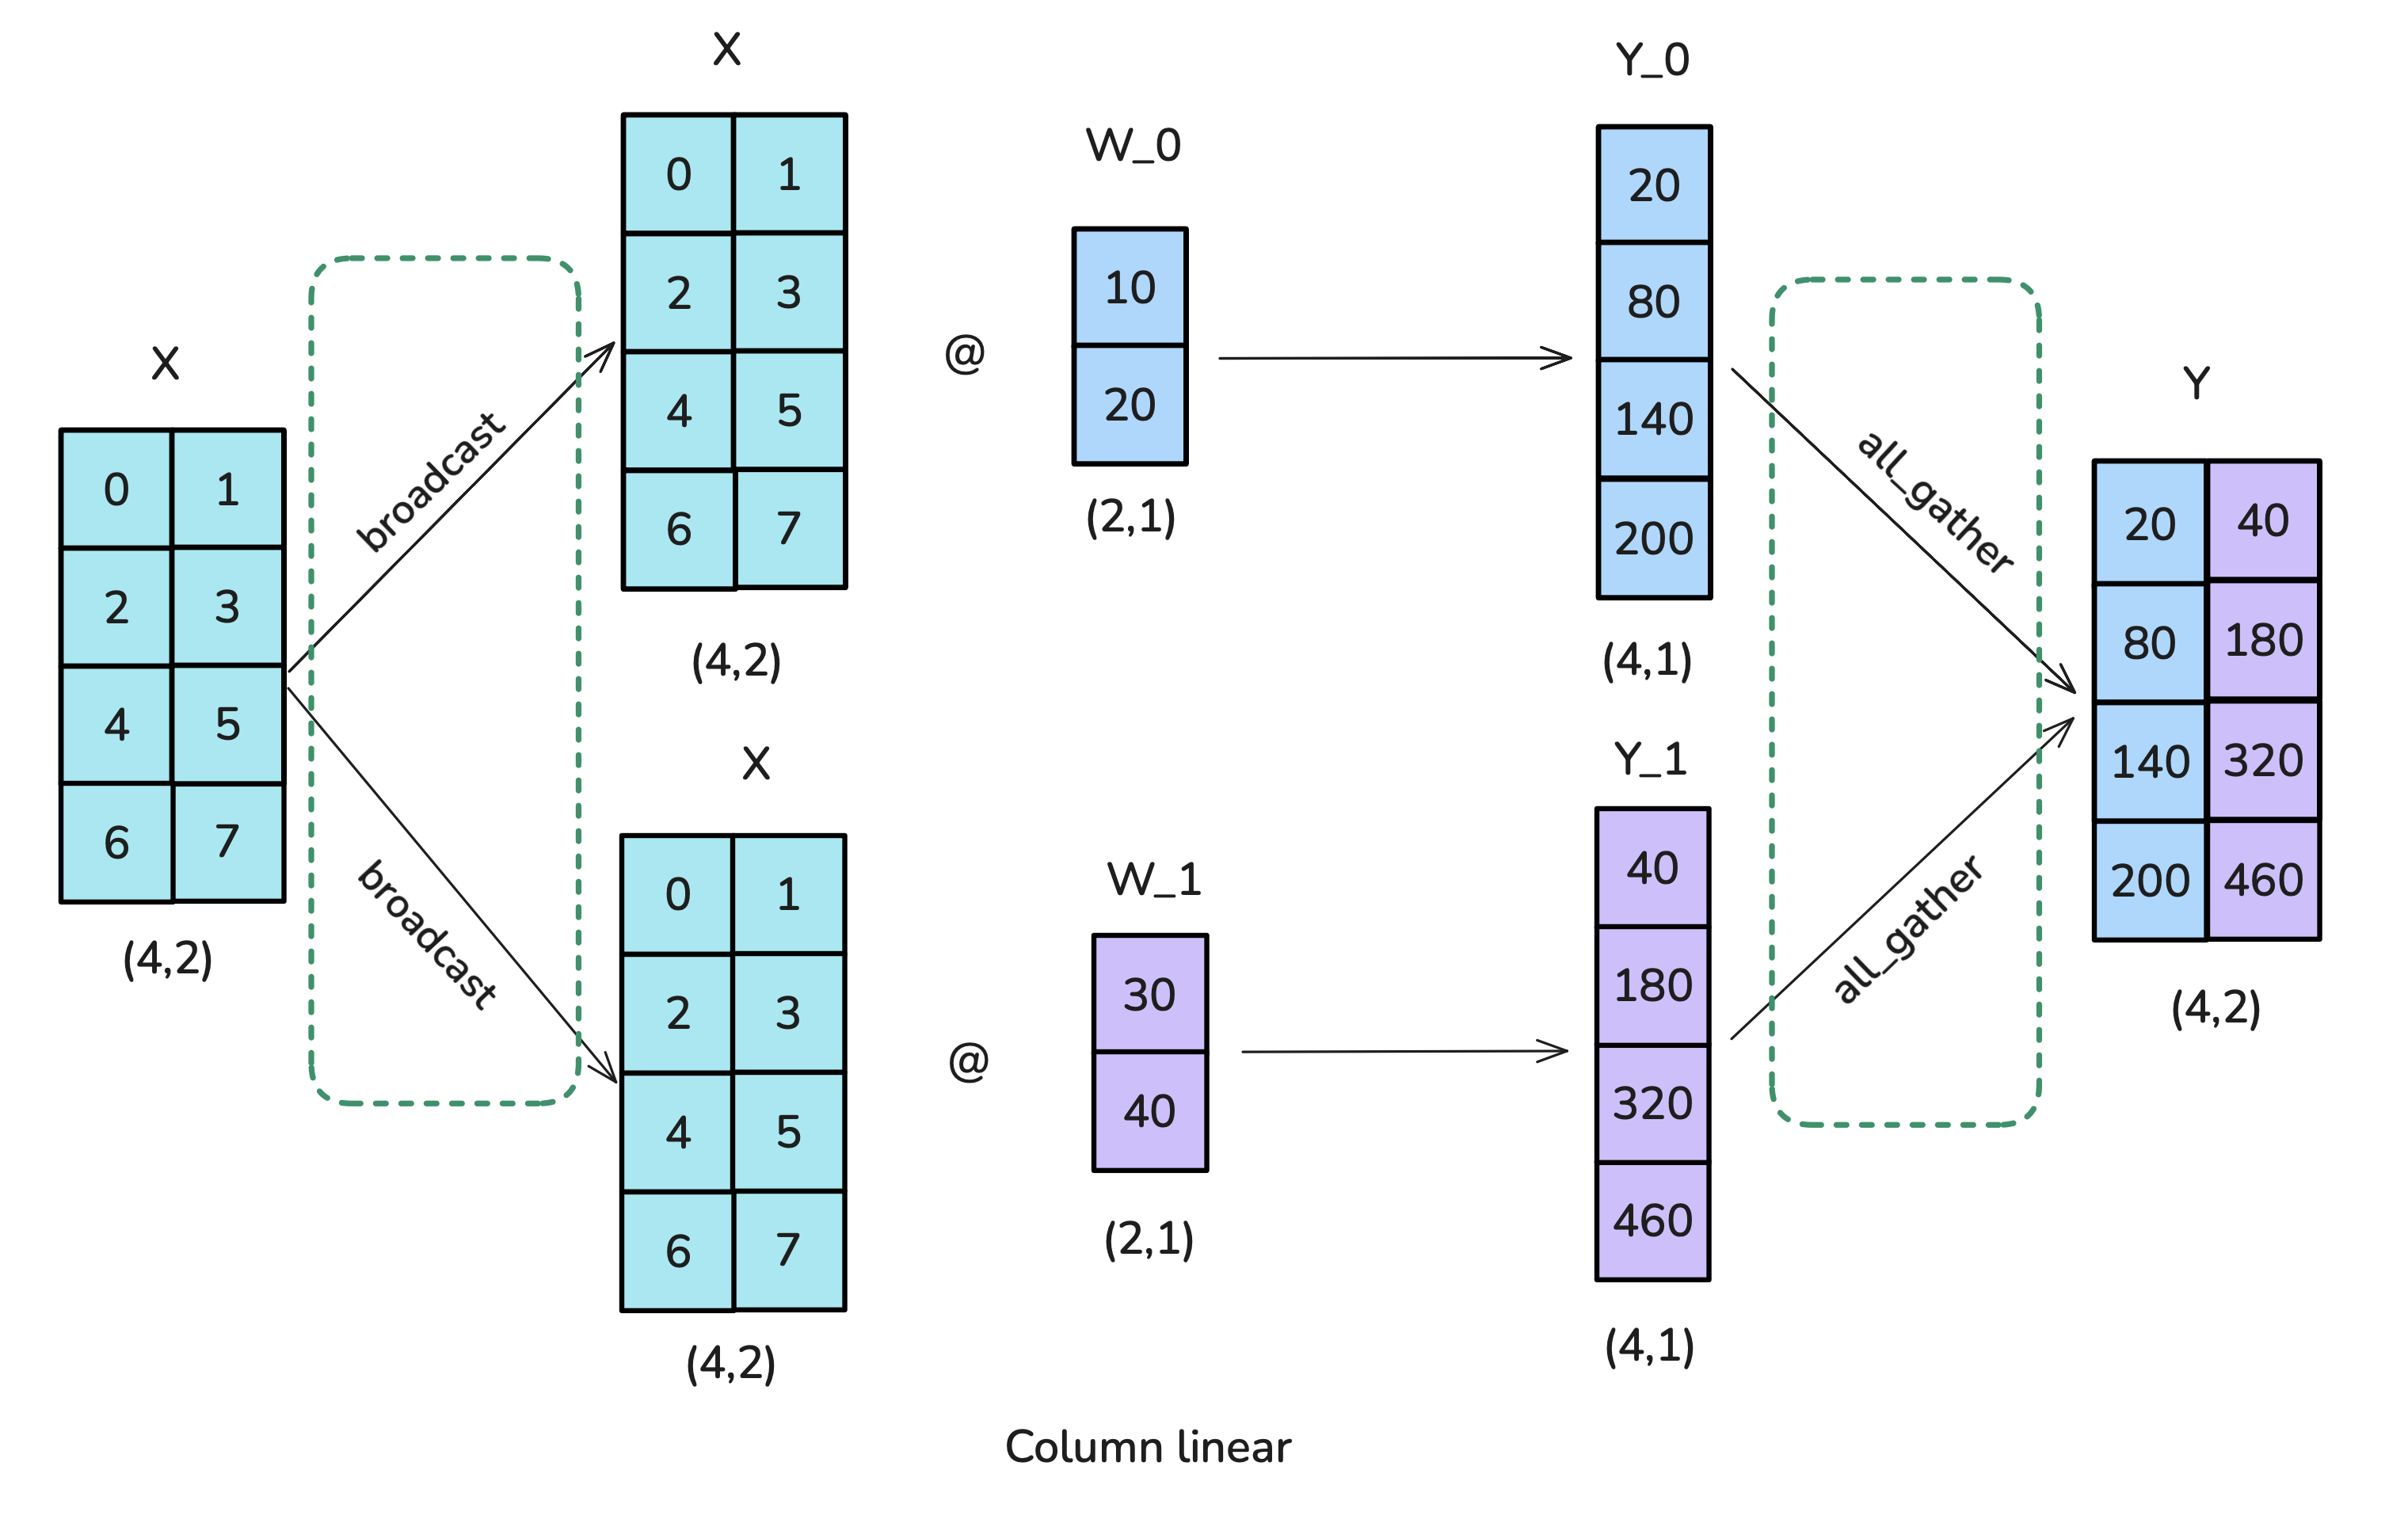 X
0 1
2 3
4 5
6 7
(4,2)
broadcast
broadcast
X
0 1
2 3
4 5
6 7
(4,2)
@
W_0
10
20
(2,1)
Y_0
20
80
140
200
(4,1)
X
0 1
2 3
4 5
6 7
(4,2)
@
W_1
30
40
(2,1)
Y_1
40
180
320
460
(4,1)
all_gather
all_gather
Y
20 40
80 180
140 320
200 460
(4,2)
Column linear